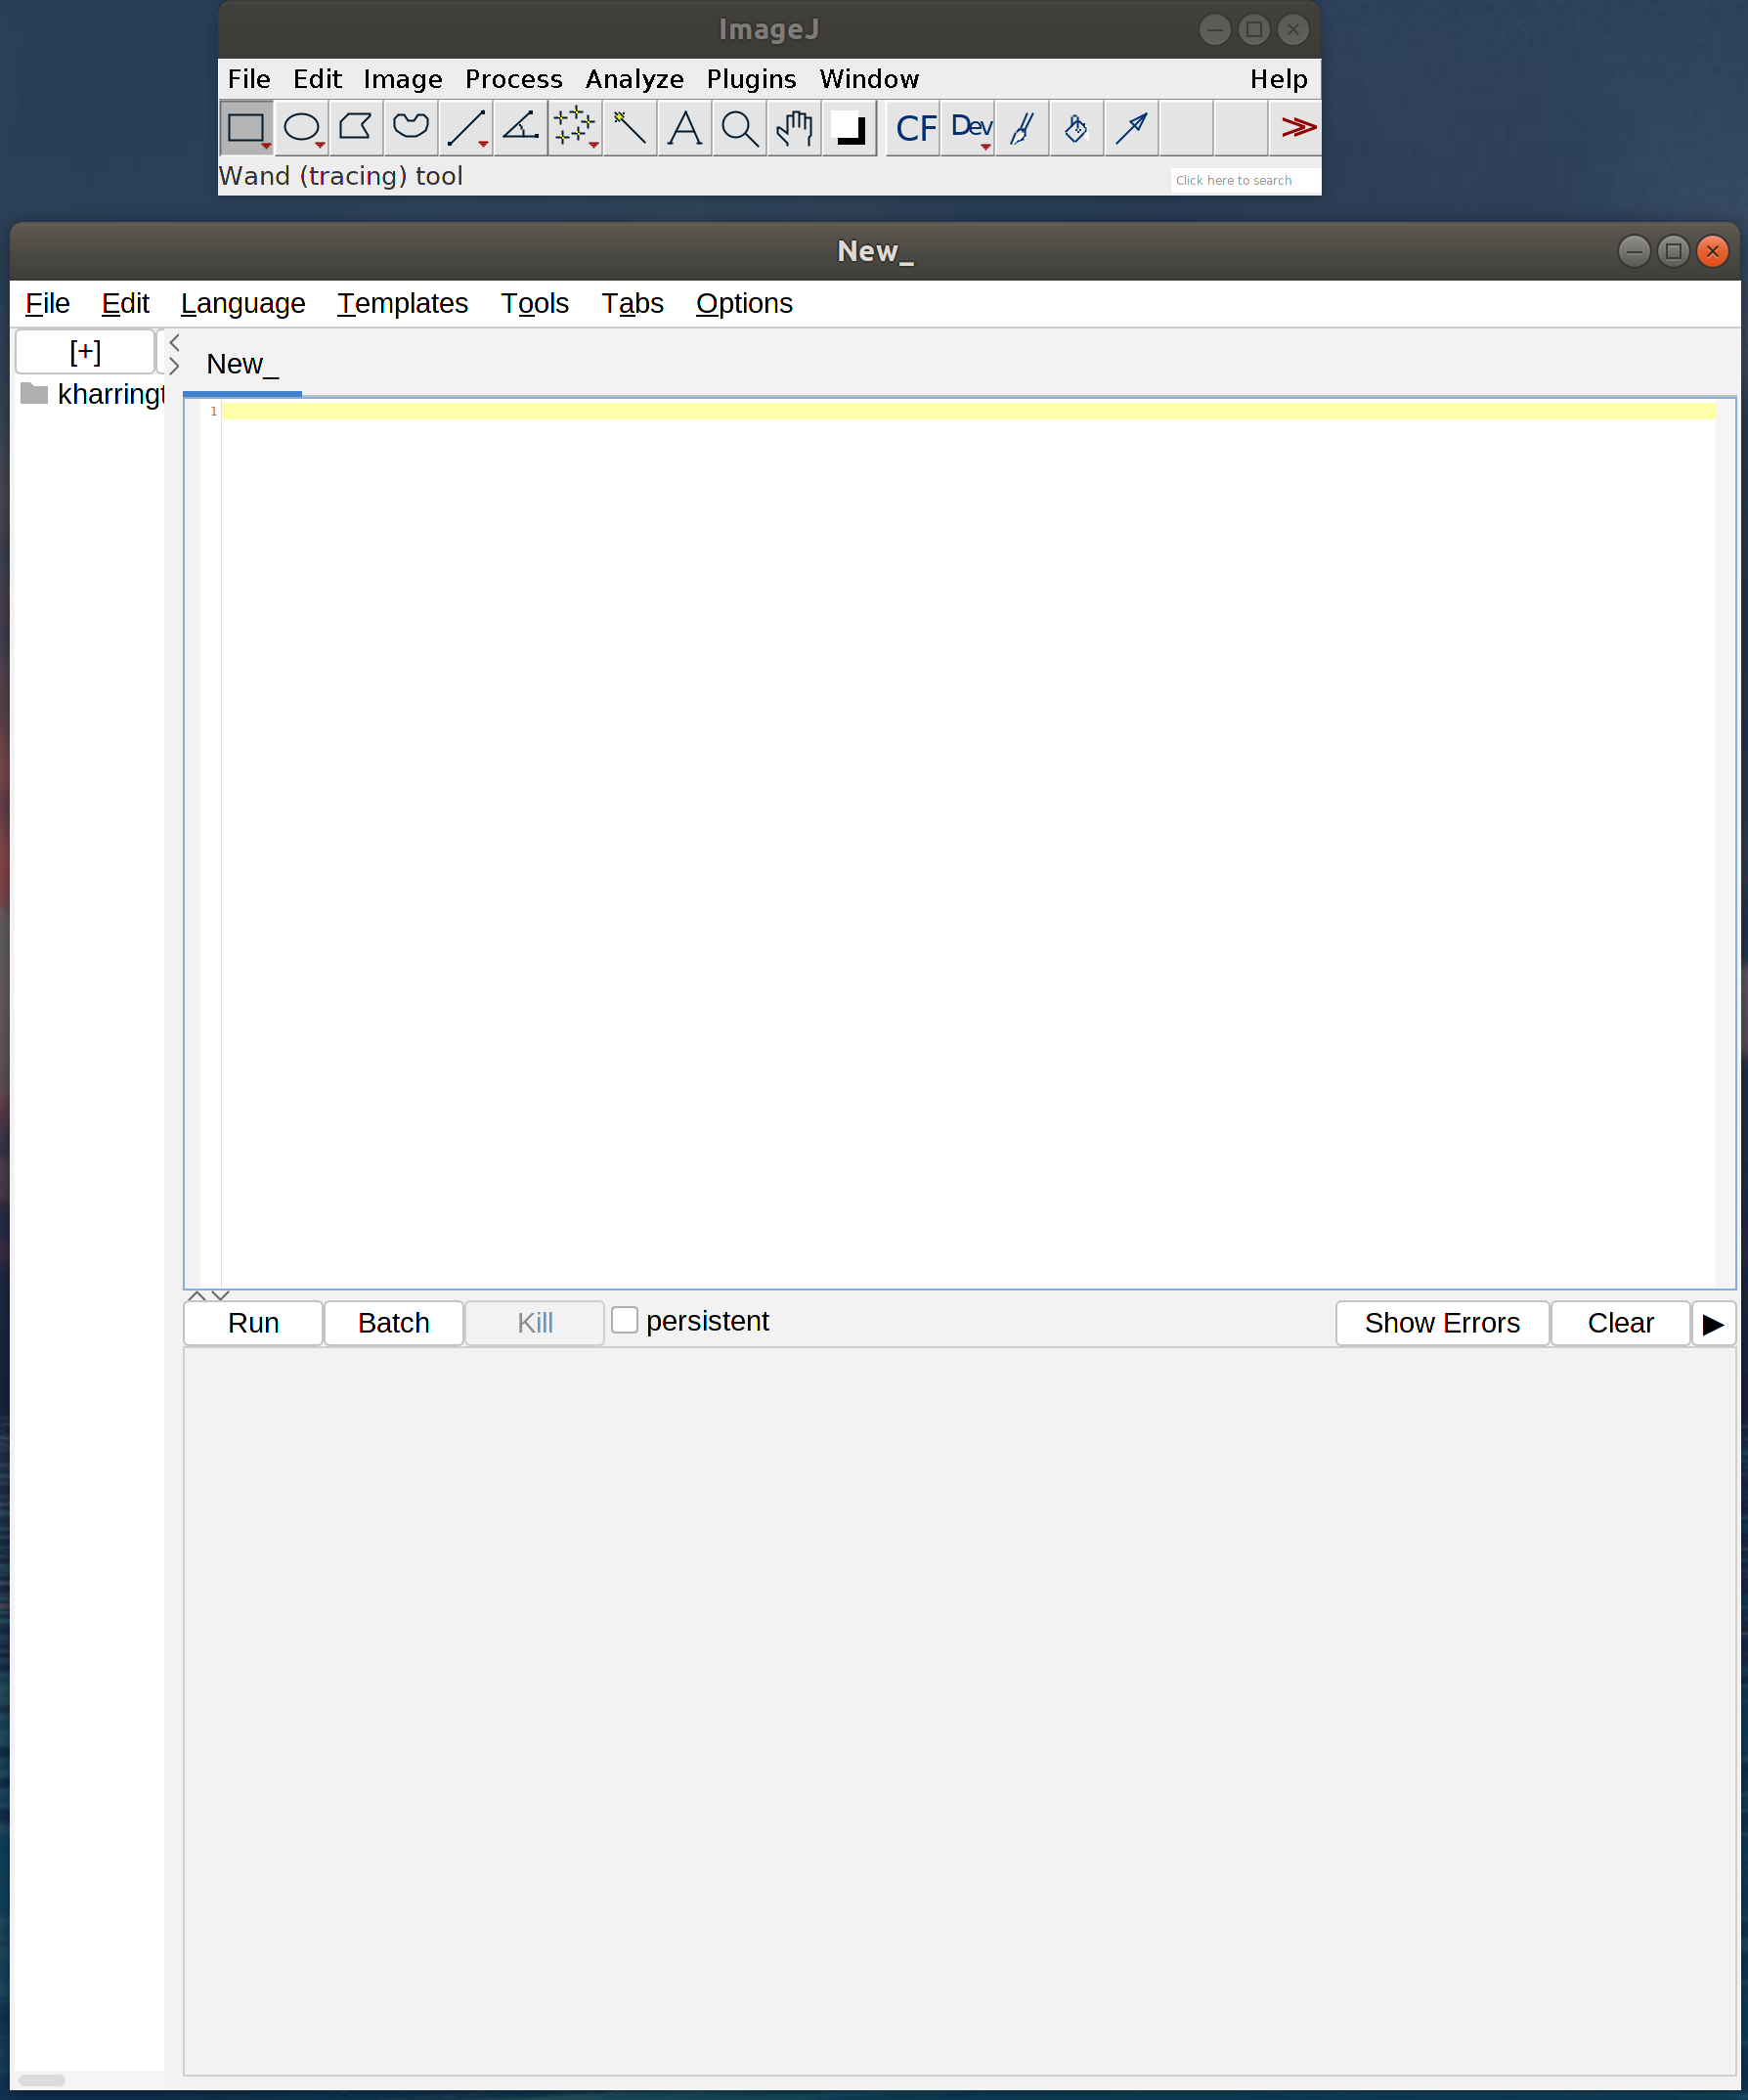 ImageJ
File Edit Image Process Analyze Plugins Window Help
A CF Dev
Wand (tracing) tool Click here to search
New_
File Edit Language Templates Tools Tabs Options
[+]
New_
kharringt
1
Run Batch Kill persistent Show Errors Clear